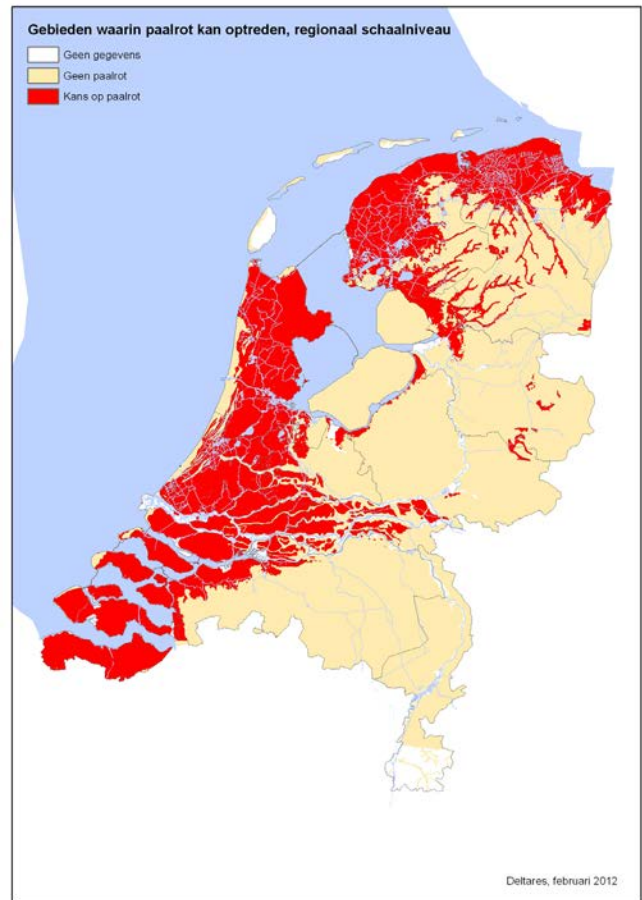 Gebieden waarin paalrot kan optreden, regionaal schaalniveau
Geen gegevens
Geen paalrot
Kans op paalrot
Deltares, februari 2012